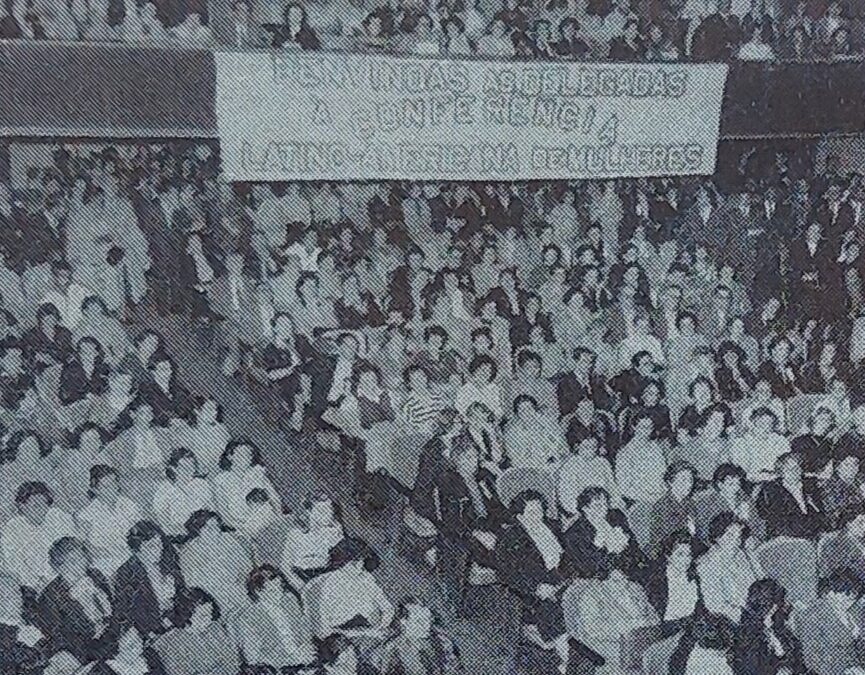 BENVINDAS AS DELEGADAS
A CONFERENCIA
LATINO-AMERICANA DE MULHERES